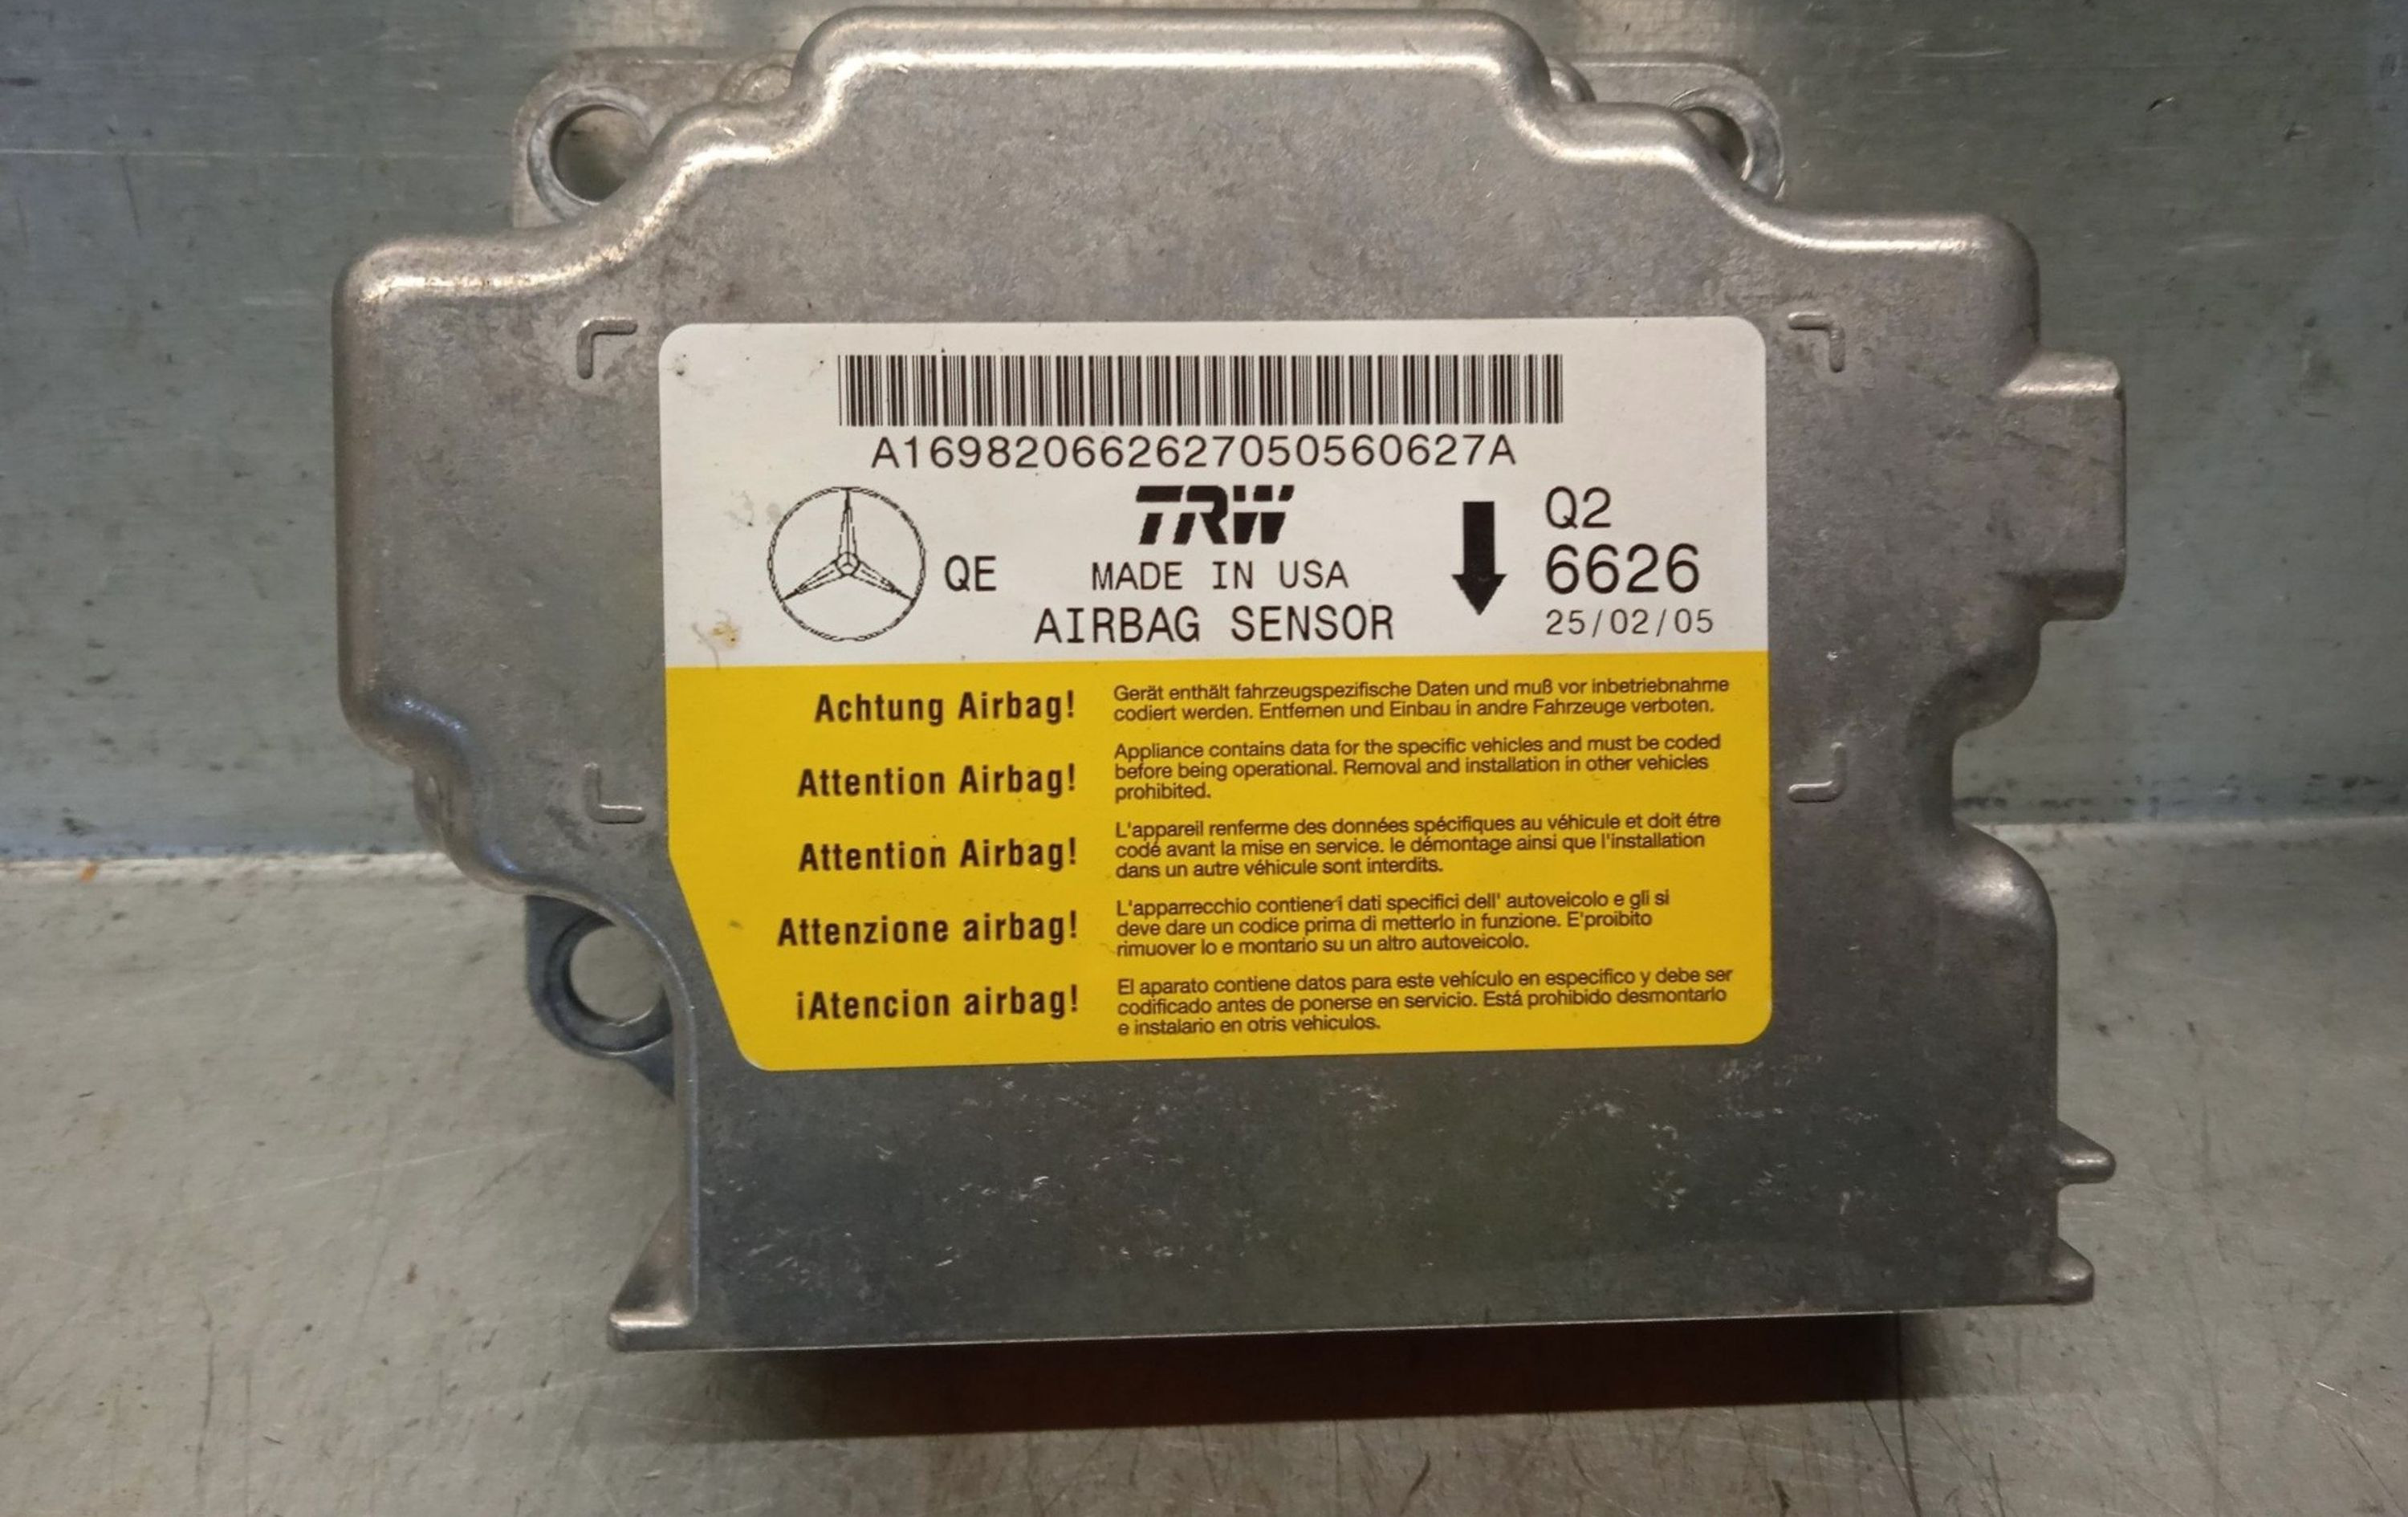 A169820662627050560627A
TRW
QE
MADE IN USA
AIRBAG SENSOR
Q2
6626
25/02/05
Achtung Airbag!
Gerät enthält fahrzeugspezifische Daten und muß vor inbetriebnahme
codiert werden. Entfernen und Einbau in andre Fahrzeuge verboten.
Attention Airbag!
Appliance contains data for the specific vehicles and must be coded
before being operational. Removal and installation in other vehicles
prohibited.
Attention Airbag!
L'appareil renferme des données spécifiques au véhicule et doit étre
codé avant la mise en service. le démontage ainsi que l'installation
dans un autre véhicule sont interdits.
Attenzione airbag!
L'apparrecchio contiene i dati specifici dell' autoveicolo e gli si
deve dare un codice prima di metterlo in funzione. E'proibito
rimuover lo e montario su un altro autoveicolo.
¡Atencion airbag!
El aparato contiene datos para este vehículo en especifico y debe ser
codificado antes de ponerse en servicio. Está prohibido desmontarlo
e instalario en otris vehiculos.